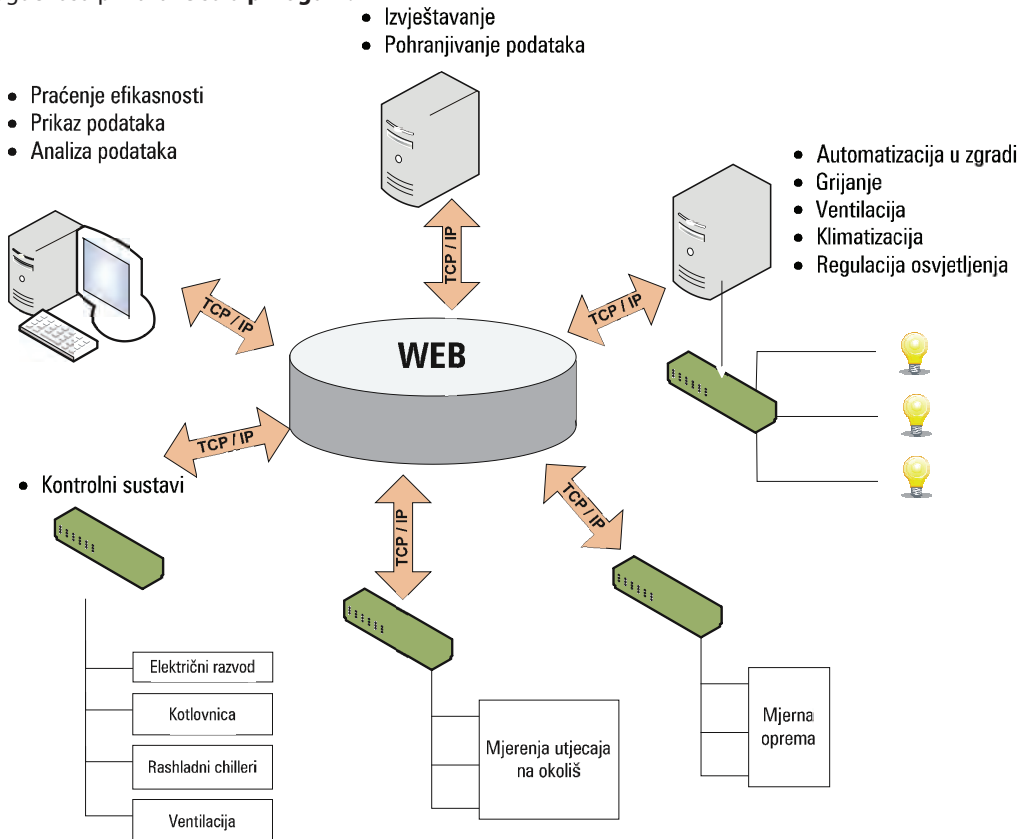 • Izvještavanje
• Pohranjivanje podataka
• Praćenje efikasnosti
• Prikaz podataka
• Analiza podataka
• Automatizacija u zgradi
• Grijanje
• Ventilacija
• Klimatizacija
• Regulacija osvjetljenja
TCP / IP
TCP / IP
TCP / IP
WEB
TCP / IP
TCP / IP
TCP / IP
• Kontrolni sustavi
Električni razvod
Kotlovnica
Rashladni chilleri
Ventilacija
Mjerenja utjecaja
na okoliš
Mjerna
oprema